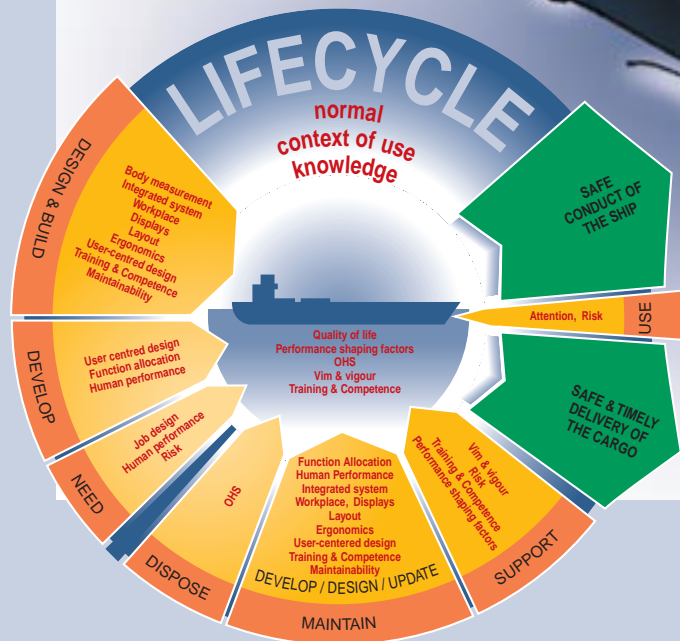 LIFECYCLE
normal
context of use
knowledge
DESIGN & BUILD
Body measurement
Integrated system
Workplace
Displays
Layout
Ergonomics
User-centred design
Training & Competence
Maintainability
SAFE
CONDUCT OF
THE SHIP
Attention, Risk
USE
Quality of life
Performance shaping factors
OHS
Vim & vigour
Training & Competence
DEVELOP
User centred design
Function allocation
Human performance
SAFE & TIMELY
DELIVERY OF
THE CARGO
NEED
Job design
Human performance
Risk
DISPOSE
OHS
Function Allocation
Human Performance
Integrated system
Workplace, Displays
Layout
Ergonomics
User-centered design
Training & Competence
Maintainability
DEVELOP / DESIGN / UPDATE
MAINTAIN
Vim & vigour
Risk
Training & Competence
Performance shaping factors
SUPPORT